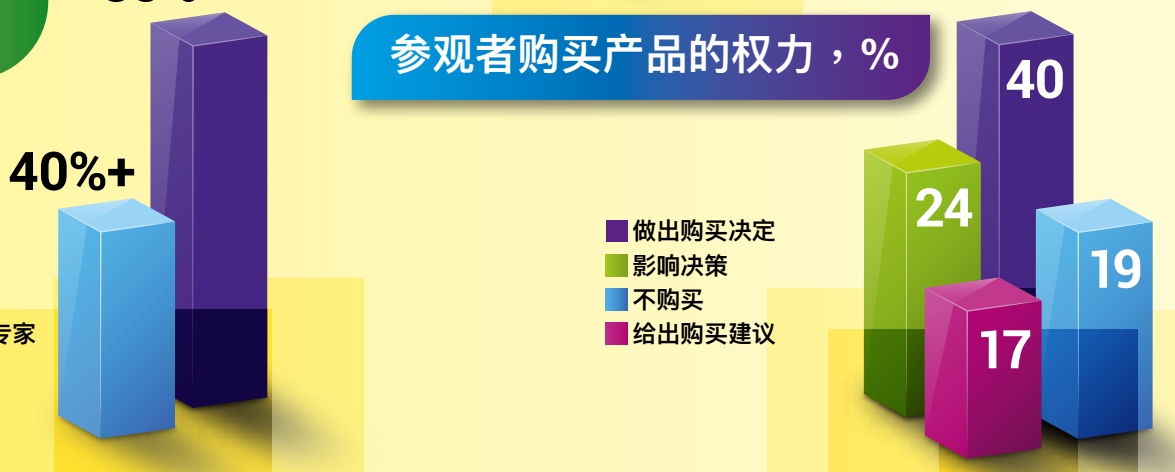 参观者购买产品的权力，%
40%+
专家
做出购买决定
影响决策
不购买
给出购买建议
40
24
19
17